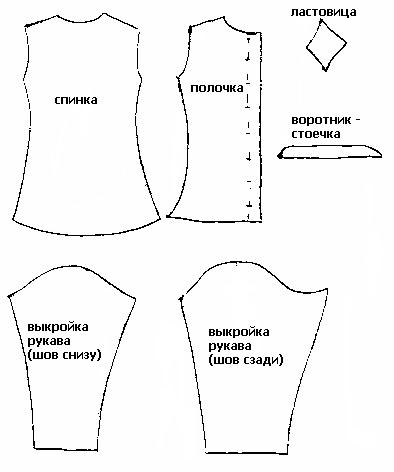 ластовица
спинка
полочка
воротник -
стоечка
выкройка
рукава
(шов снизу)
выкройка
рукава
(шов сзади)